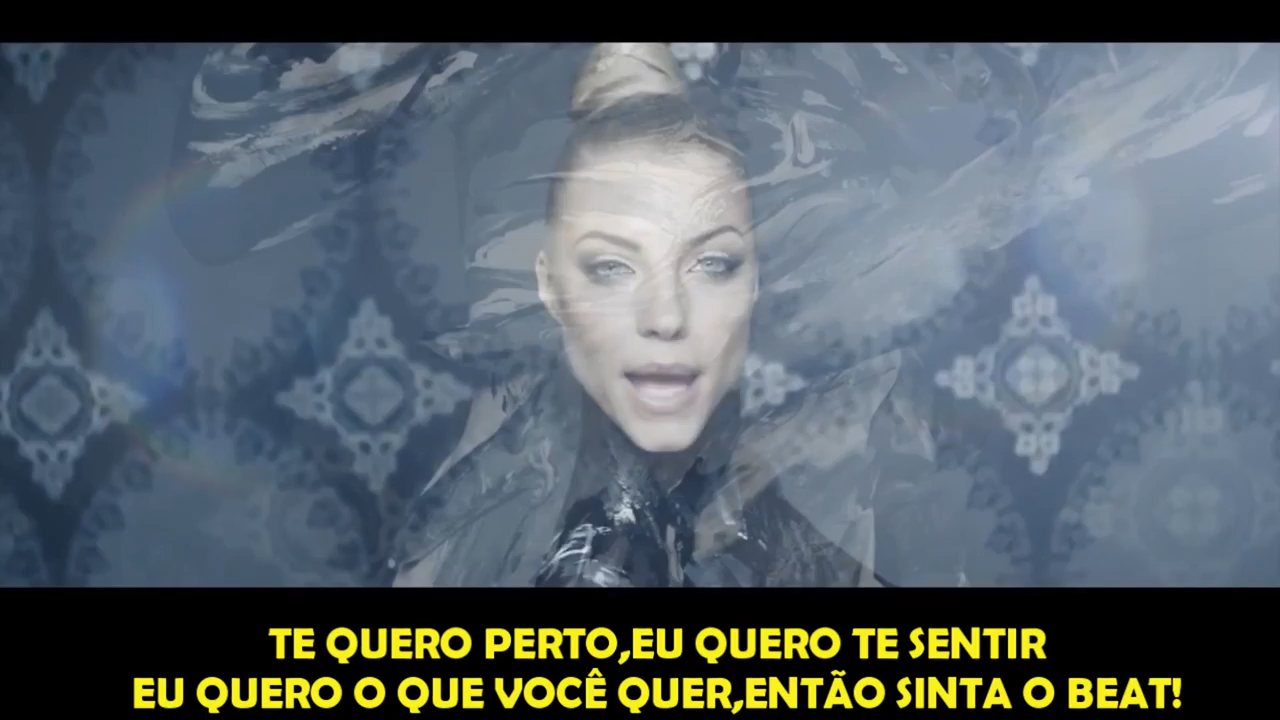 TE QUERO PERTO,EU QUERO TE SENTIR
EU QUERO O QUE VOCÊ QUER,ENTÃO SINTA O BEAT!